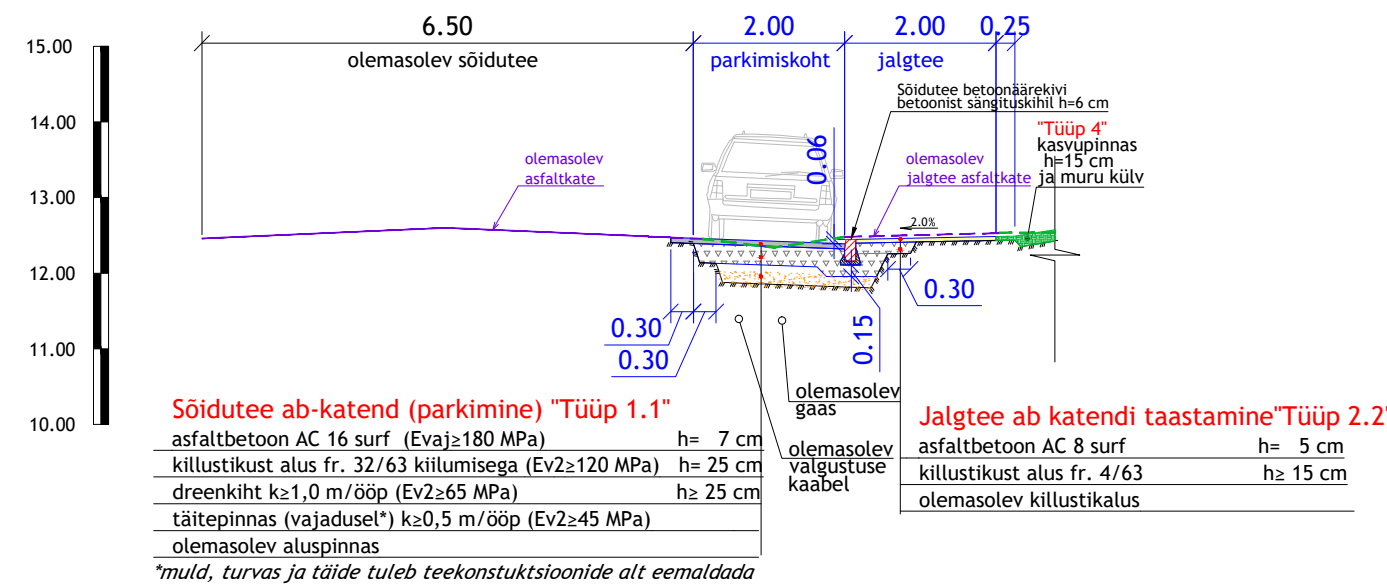 6.50
2.00
2.00
0.25
15.00
olemasolev sõidutee
parkimiskoht
jalgtee
Sõidutee betoonäärekivi
betoonist sängituskihil h=6 cm
14.00
"Tüüp 4"
kasvupinnas
h=15 cm
ja muru külv
0.06
olemasolev
asfaltkate
olemasolev
jalgtee asfaltkate
13.00
2.0%
12.00
0.30
0.30
0.30
0.15
11.00
10.00
olemasolev
gaas
olemasolev
valgustuse
kaabel
Sõidutee ab-katend (parkimine) "Tüüp 1.1"
asfaltbetoon AC 16 surf (Evaj≥180 MPa) h= 7 cm
killustikust alus fr. 32/63 kiilumisega (Ev2≥120 MPa) h= 25 cm
dreenkiht k≥1,0 m/ööp (Ev2≥65 MPa) h≥ 25 cm
täitepinnas (vajadusel*) k≥0,5 m/ööp (Ev2≥45 MPa)
olemasolev aluspinnas
*muld, turvas ja täide tuleb teekonstuktsioonide alt eemaldada
Jalgtee ab katendi taastamine"Tüüp 2.2"
asfaltbetoon AC 8 surf h= 5 cm
killustikust alus fr. 4/63 h≥ 15 cm
olemasolev killustikalus